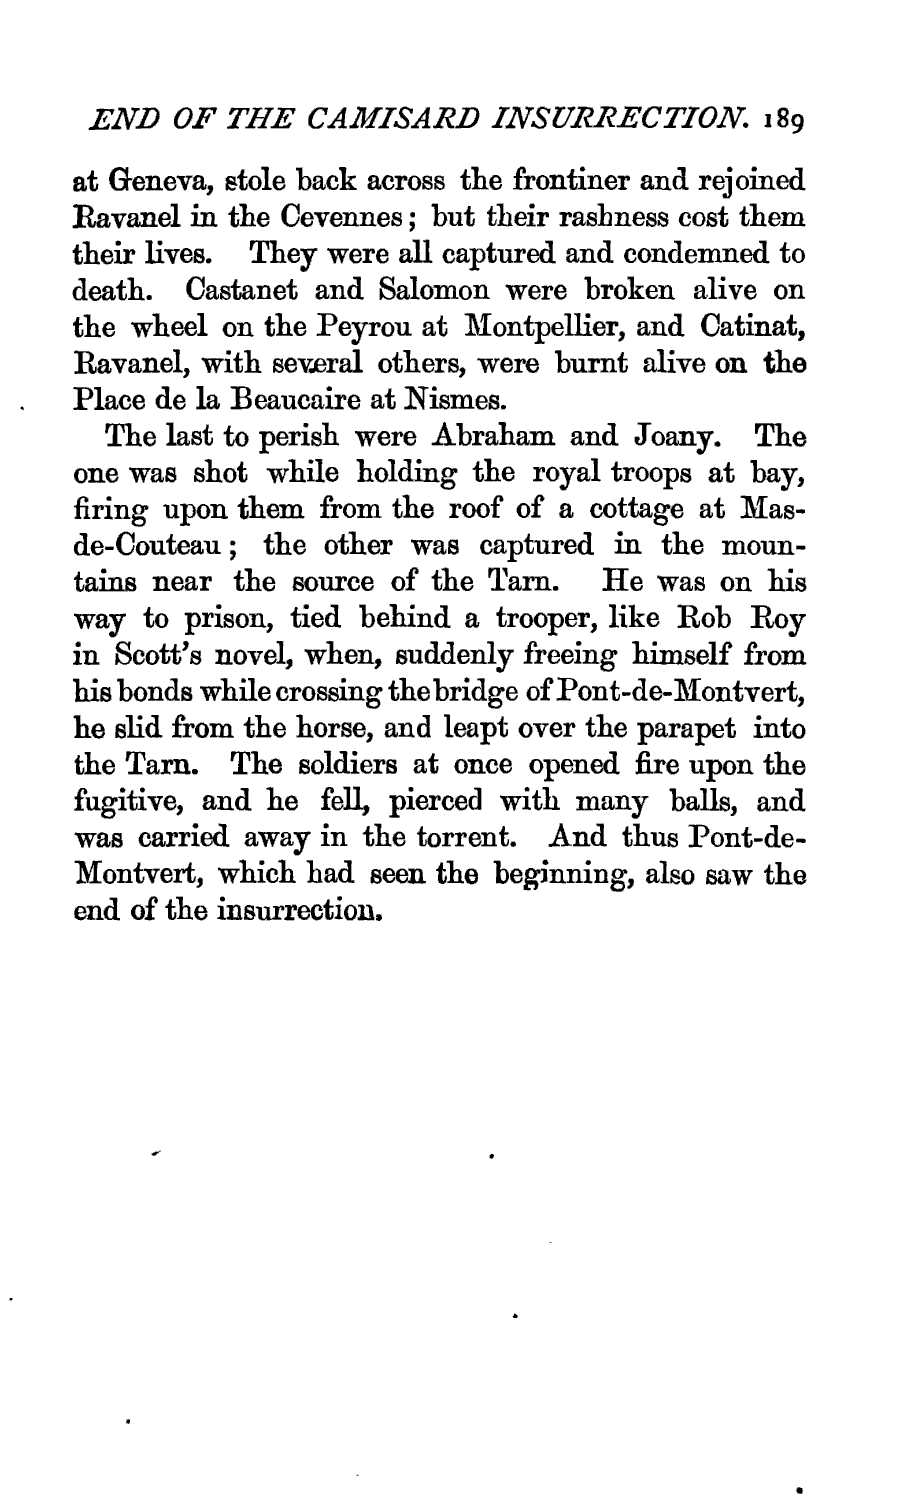 END OF THE CAMISARD INSURRECTION. 189
at Geneva, stole back across the frontiner and rejoined
Ravanel in the Cevennes; but their rashness cost them
their lives. They were all captured and condemned to
death. Castanet and Salomon were broken alive on
the wheel on the Peyrou at Montpellier, and Catinat,
Ravanel, with several others, were burnt alive on the
Place de la Beaucaire at Nismes.
The last to perish were Abraham and Joany. The
one was shot while holding the royal troops at bay,
firing upon them from the roof of a cottage at Mas-
de-Couteau; the other was captured in the moun-
tains near the source of the Tarn. He was on his
way to prison, tied behind a trooper, like Rob Roy
in Scott's novel, when, suddenly freeing himself from
his bonds while crossing the bridge of Pont-de-Montvert,
he slid from the horse, and leapt over the parapet into
the Tarn. The soldiers at once opened fire upon the
fugitive, and he fell, pierced with many balls, and
was carried away in the torrent. And thus Pont-de-
Montvert, which had seen the beginning, also saw the
end of the insurrection.